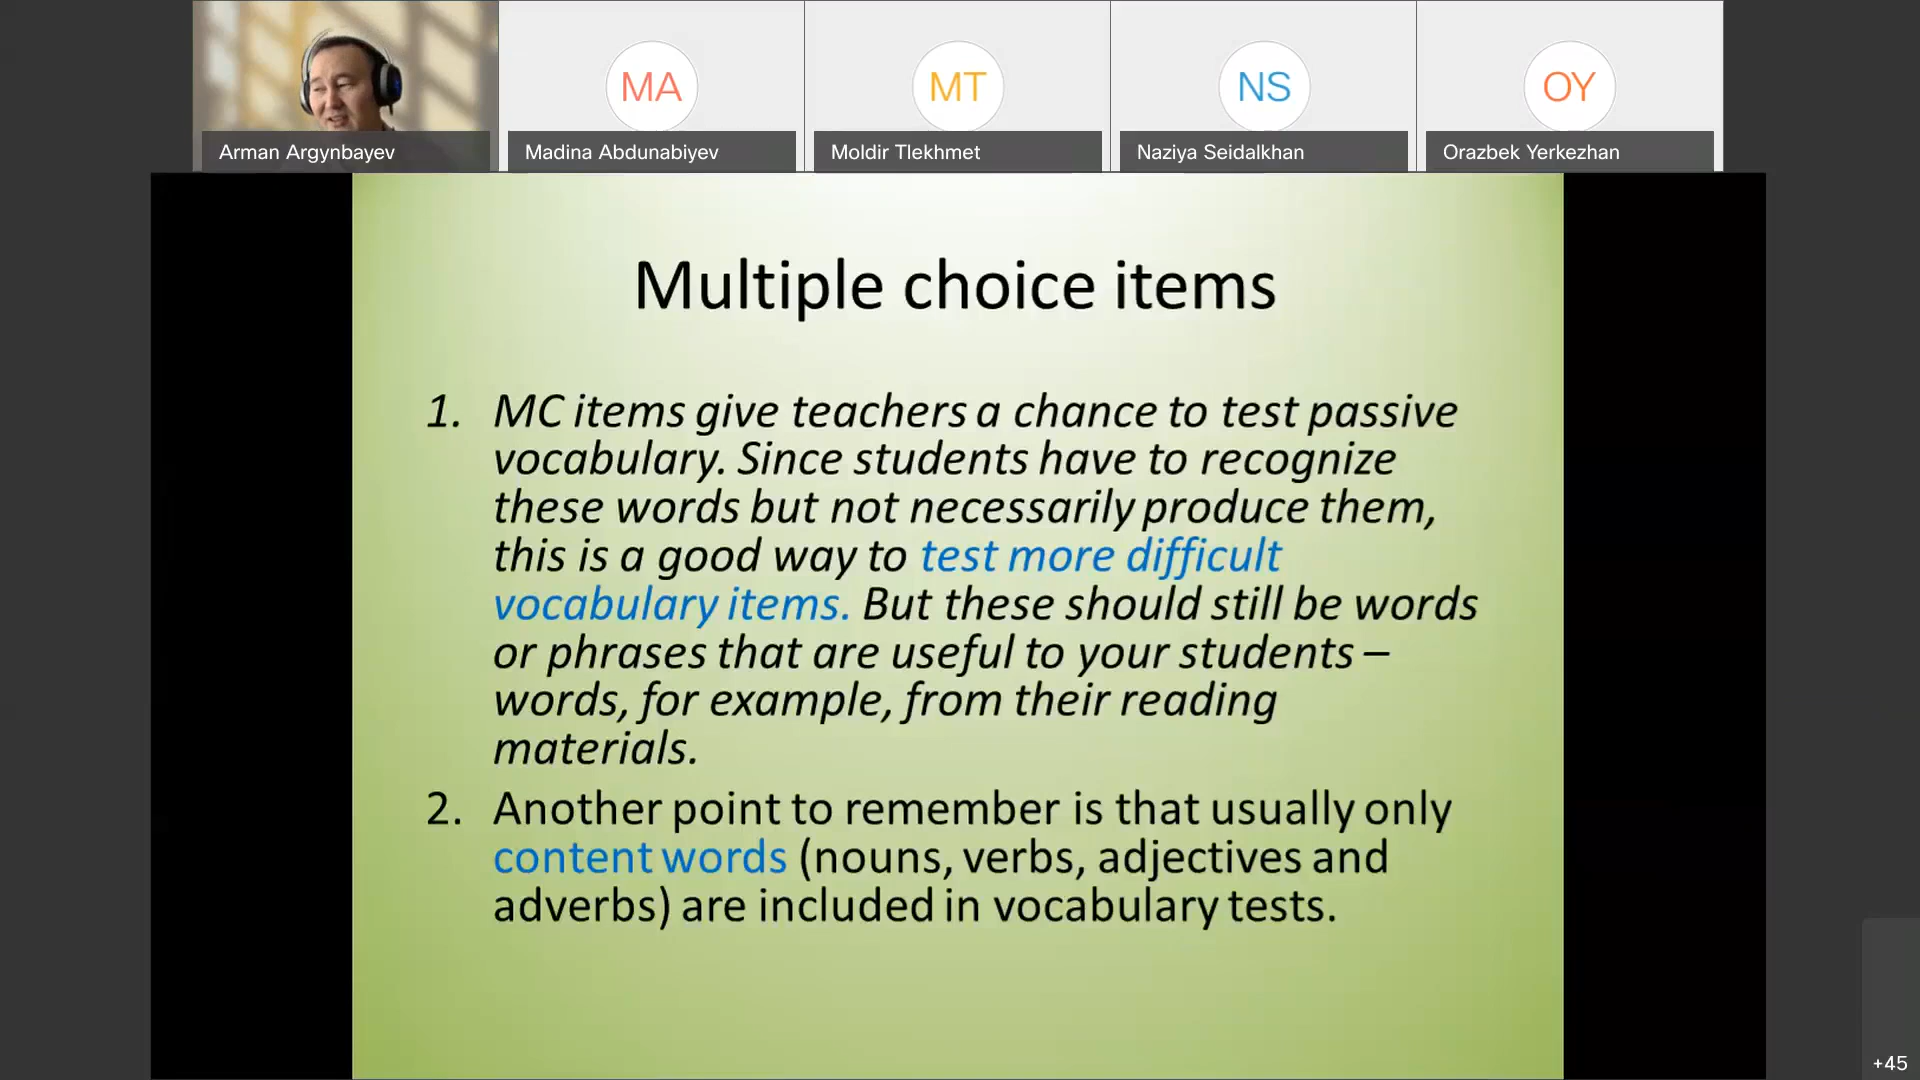 MA
MT
NS
OY
Arman Argynbayev
Madina Abdunabiyev
Moldir Tlekhmet
Naziya Seidalkhan
Orazbek Yerkezhan
Multiple choice items
1. MC items give teachers a chance to test passive
vocabulary. Since students have to recognize
these words but not necessarily produce them,
this is a good way to test more difficult
vocabulary items. But these should still be words
or phrases that are useful to your students –
words, for example, from their reading
materials.
2. Another point to remember is that usually only
content words (nouns, verbs, adjectives and
adverbs) are included in vocabulary tests.
+45